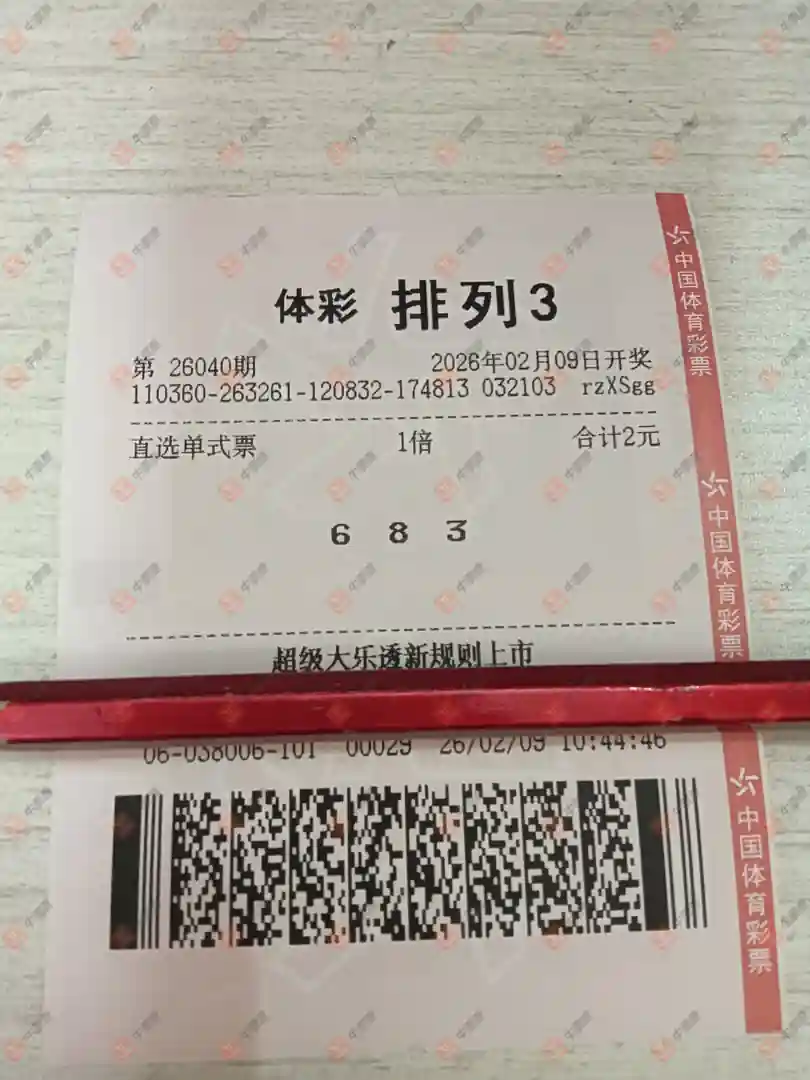 体彩 排列3
第 26040期 2026年02月09日开奖
110360-263261-120832-174813 032103 rzXSgg
直选单式票 1倍 合计2元
6 8 3
超级大乐透新规则上市
06-038006-101 00029 26/02/09 10:44:46
中国体育彩票
中国体育彩票
中国体育彩票